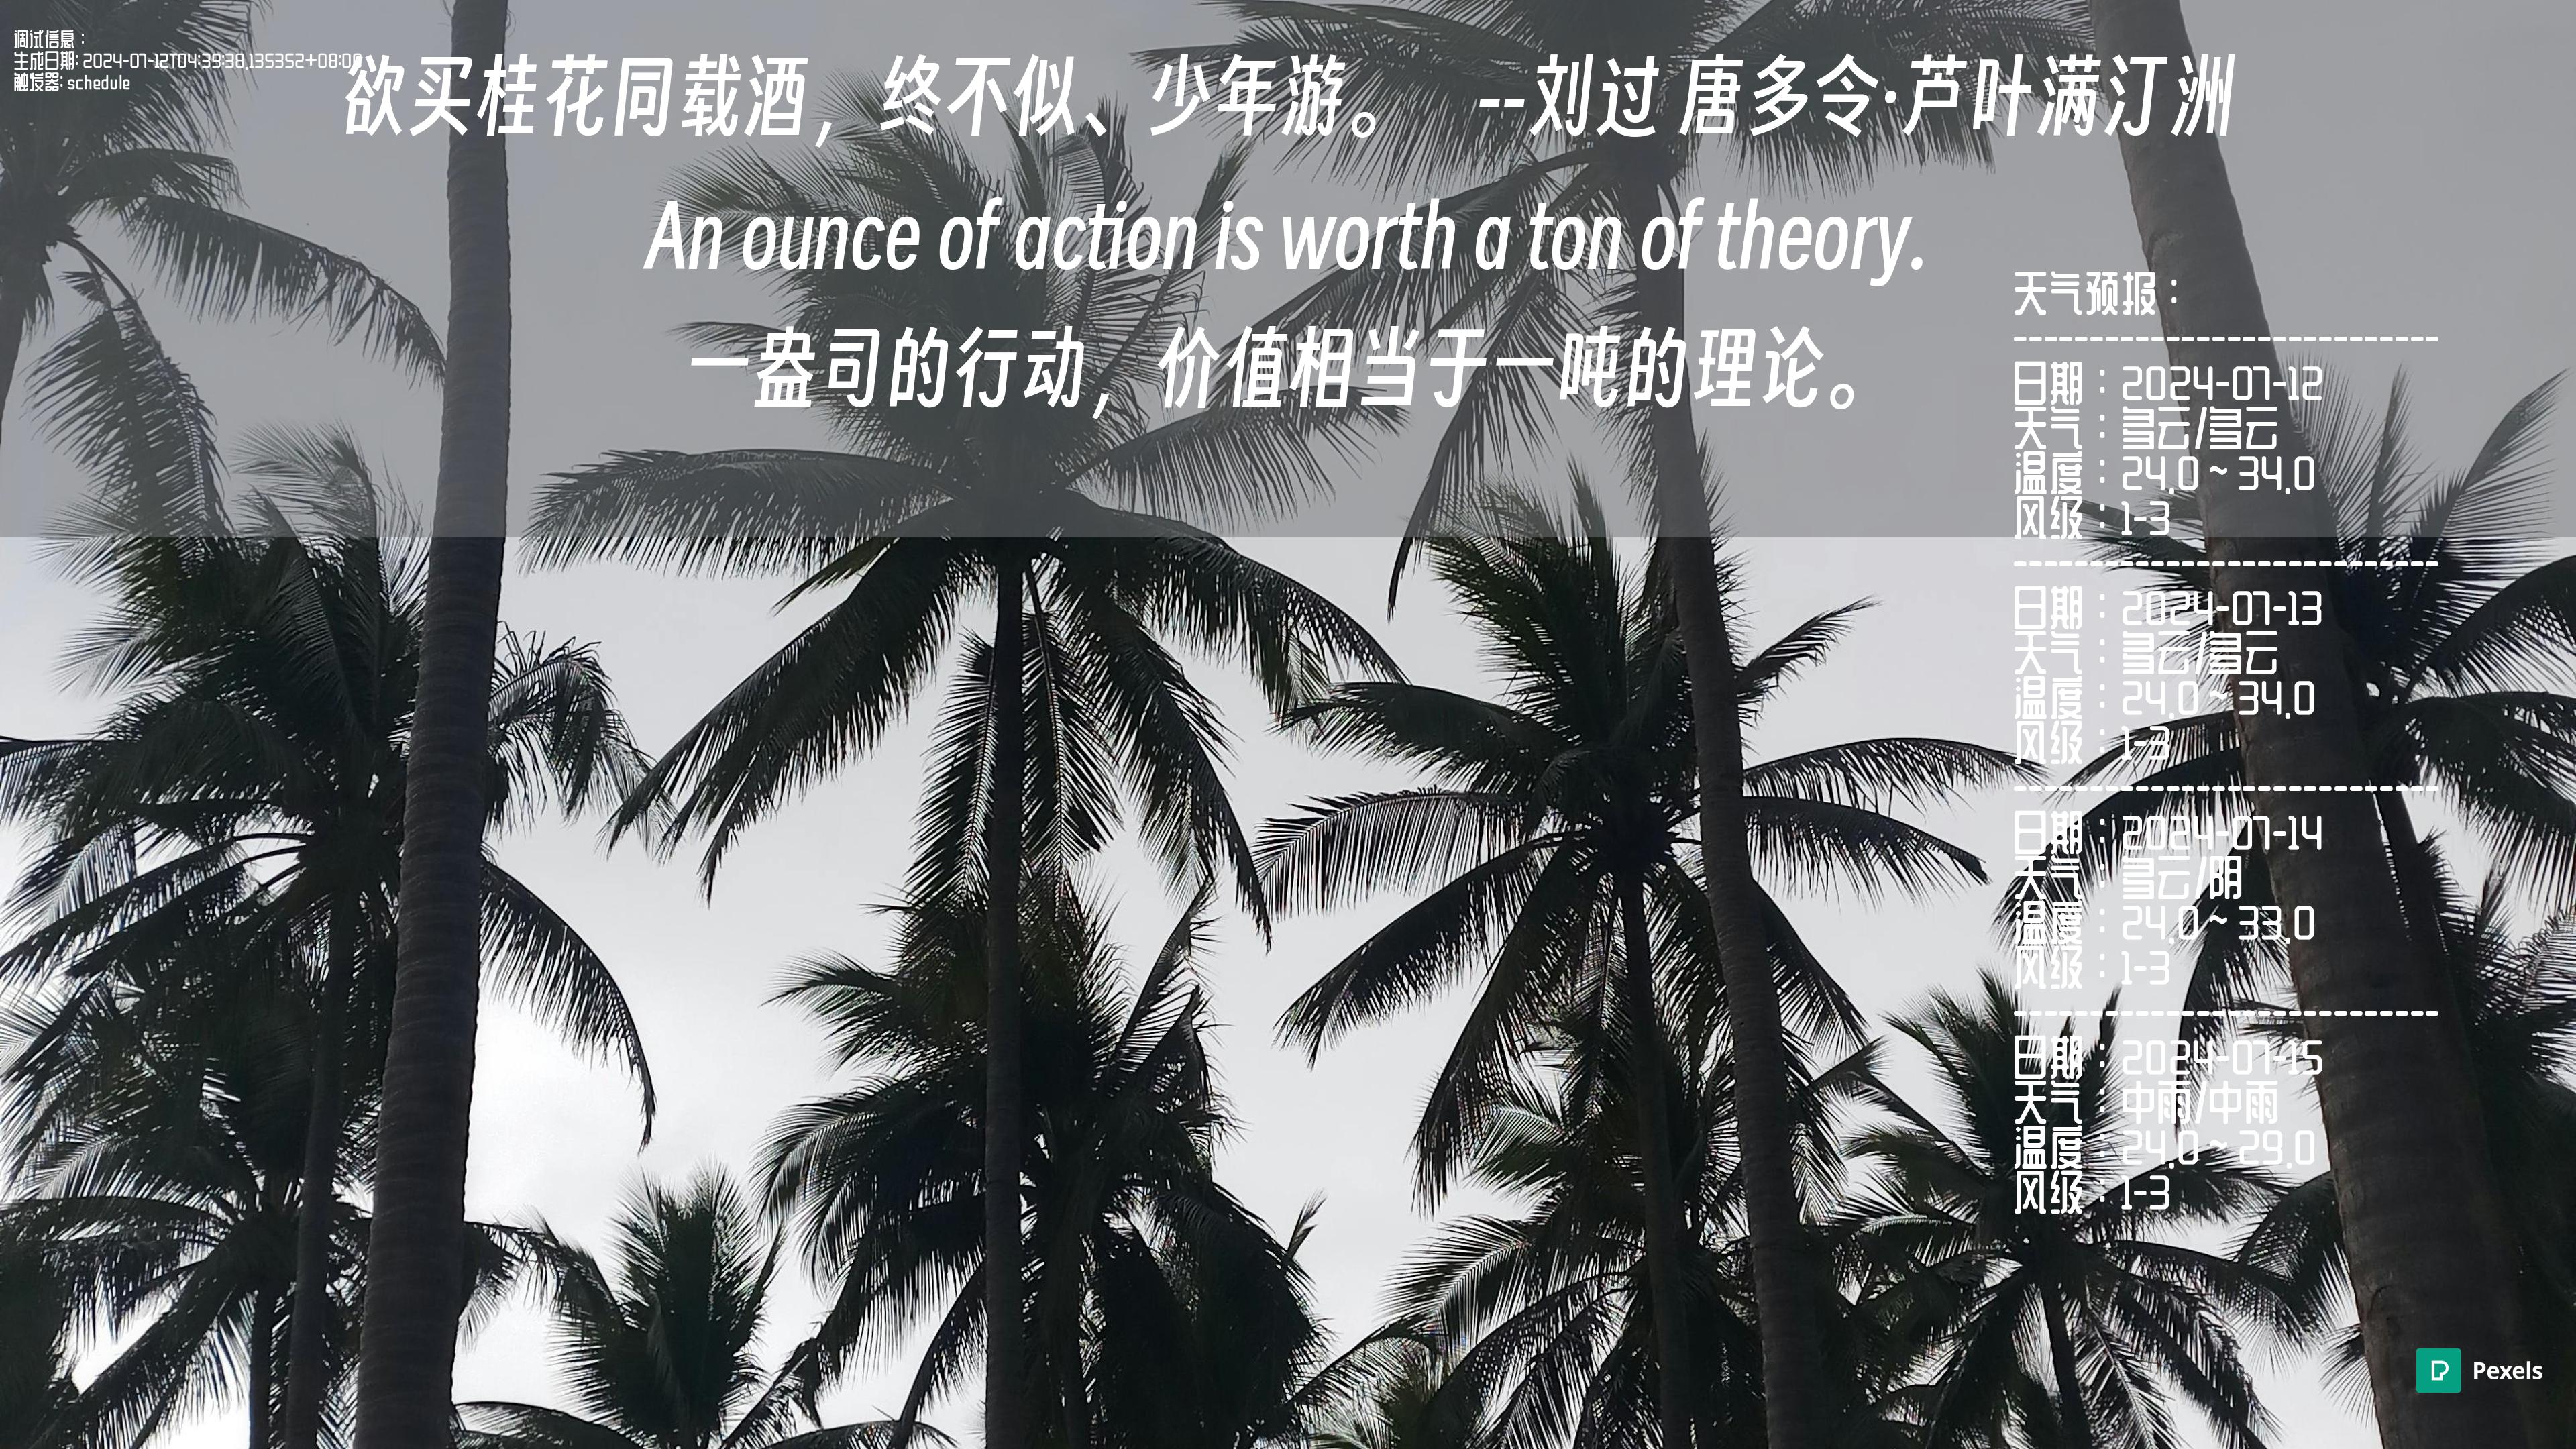 调试信息：
生成日期: 2024-07-12T04:39:38.135352+08:00
触发器: schedule
欲买桂花同载酒，终不似、少年游。 --刘过 唐多令·芦叶满汀洲
An ounce of action is worth a ton of theory.
一盎司的行动，价值相当于一吨的理论。
天气预报：
------------------------------
日期：2024-07-12
天气：多云/多云
温度：24.0 ~ 34.0
风级：1-3
------------------------------
日期：2024-07-13
天气：多云/多云
温度：24.0 ~ 34.0
风级：1-3
------------------------------
日期：2024-07-14
天气：多云/阴
温度：24.0 ~ 33.0
风级：1-3
------------------------------
日期：2024-07-15
天气：中雨/中雨
温度：24.0 ~ 29.0
风级：1-3
Pexels